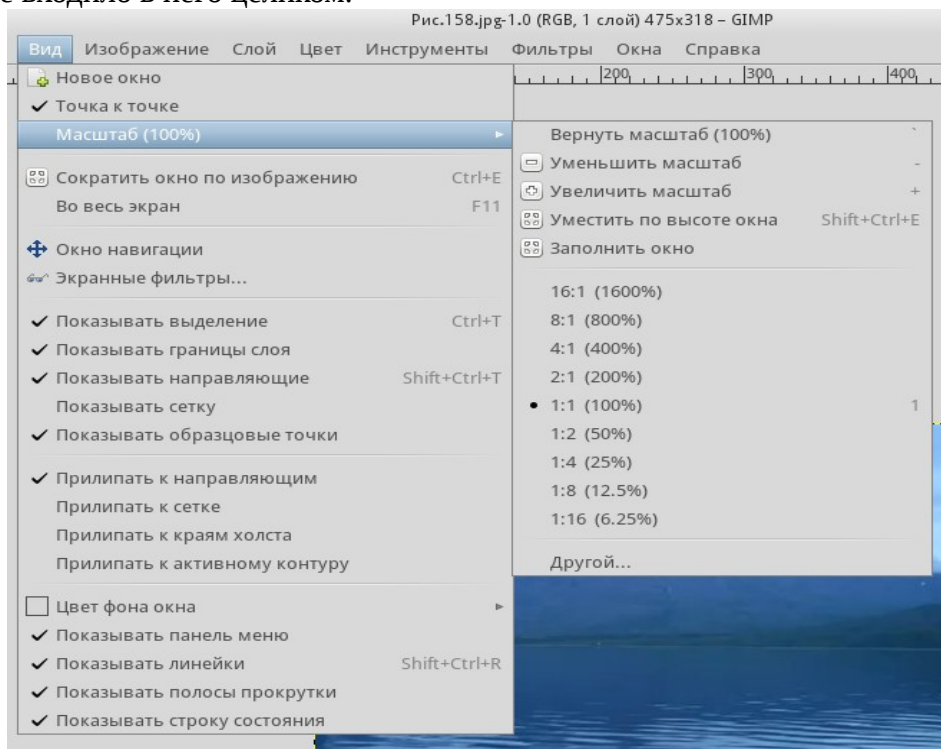 е входило в него целиком.
Рис.158.jpg-1.0 (RGB, 1 слой) 475x318 – GIMP
Вид Изображение Слой Цвет Инструменты Фильтры Окна Справка
200 300 400
Новое окно
Точка к точке
Масштаб (100%)
Сократить окно по изображению Ctrl+E
Во весь экран F11
Окно навигации
Экранные фильтры...
Показывать выделение Ctrl+T
Показывать границы слоя
Показывать направляющие Shift+Ctrl+T
Показывать сетку
Показывать образцовые точки
Прилипать к направляющим
Прилипать к сетке
Прилипать к краям холста
Прилипать к активному контуру
Цвет фона окна
Показывать панель меню
Показывать линейки Shift+Ctrl+R
Показывать полосы прокрутки
Показывать строку состояния
Вернуть масштаб (100%) `
Уменьшить масштаб -
Увеличить масштаб +
Уместить по высоте окна Shift+Ctrl+E
Заполнить окно
16:1 (1600%)
8:1 (800%)
4:1 (400%)
2:1 (200%)
1:1 (100%) 1
1:2 (50%)
1:4 (25%)
1:8 (12.5%)
1:16 (6.25%)
Другой...